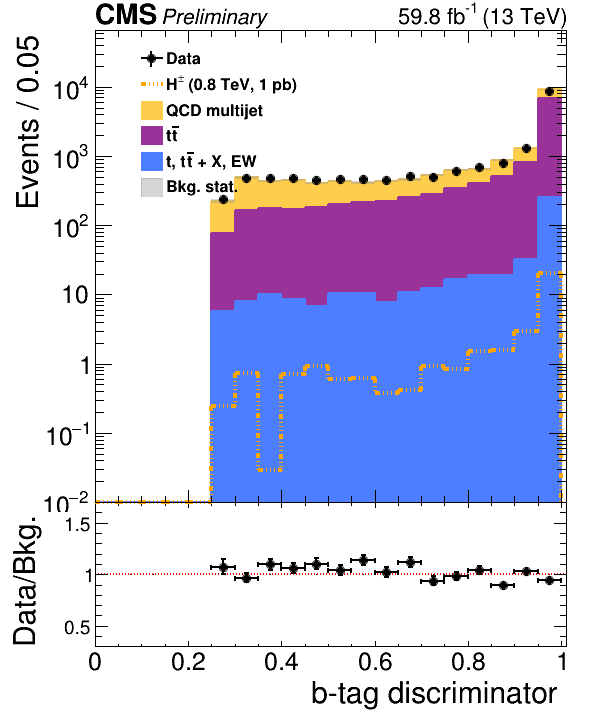 CMS Preliminary 59.8 fb⁻¹ (13 TeV)
Events / 0.05
Data
H± (0.8 TeV, 1 pb)
QCD multijet
tt̄
t, tt̄ + X, EW
Bkg. stat.
10⁴
10³
10²
10
1
10⁻¹
10⁻²
Data/Bkg.
1.5
1
0.5
0 0.2 0.4 0.6 0.8 1
b-tag discriminator